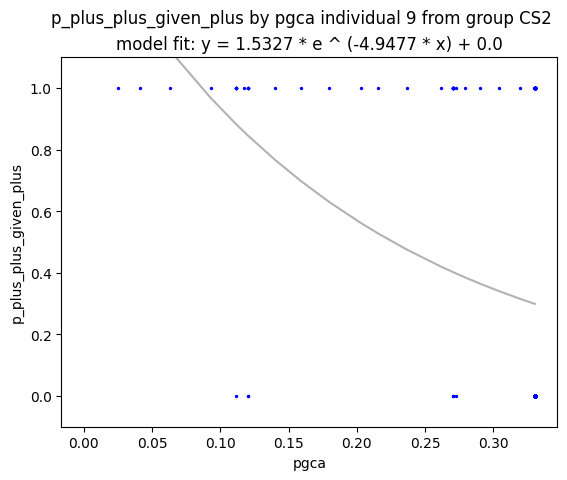 p_plus_plus_given_plus by pgca individual 9 from group CS2
model fit: y = 1.5327 * e ^ (-4.9477 * x) + 0.0
1.0
0.8
0.6
0.4
0.2
0.0
p_plus_plus_given_plus
0.00 0.05 0.10 0.15 0.20 0.25 0.30
pgca